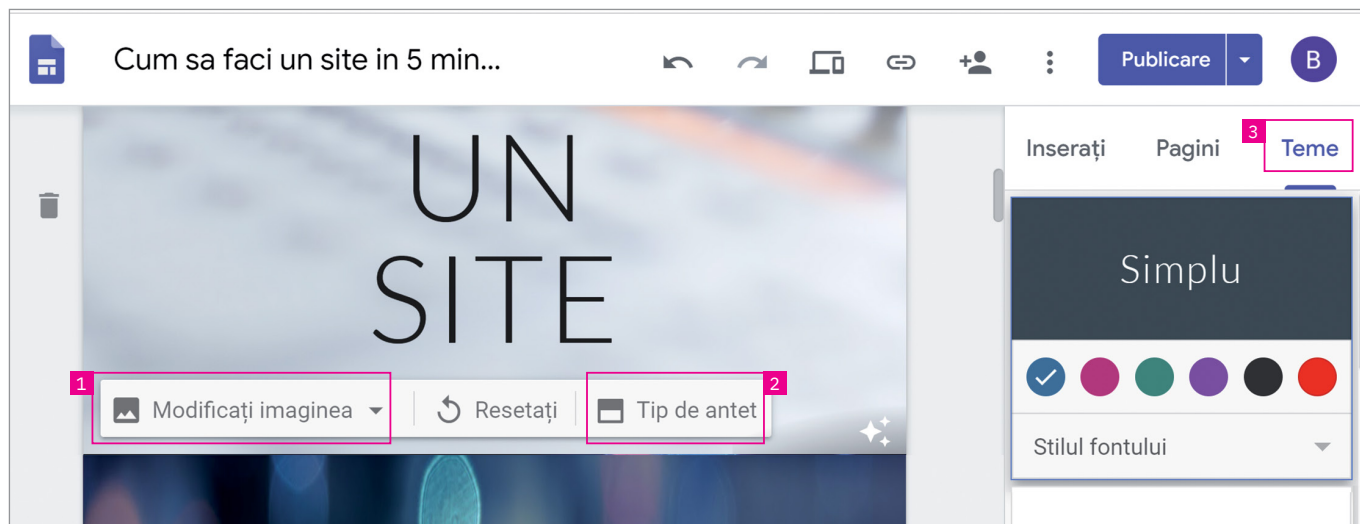 Cum sa faci un site in 5 min...
Publicare
B
Inserați Pagini 3 Teme
UN
SITE
Simplu
1 Modificați imaginea Resetați 2 Tip de antet
Stilul fontului